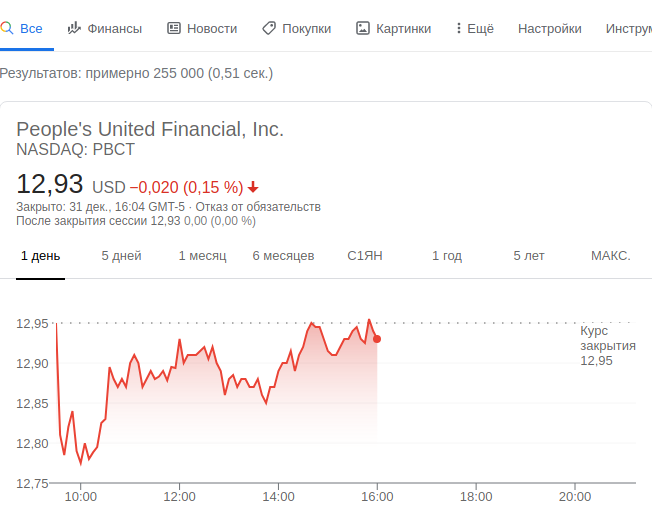 Все Финансы Новости Покупки Картинки Ещё Настройки Инструм
Результатов: примерно 255 000 (0,51 сек.)
People's United Financial, Inc.
NASDAQ: PBCT
12,93 USD −0,020 (0,15 %)
Закрыто: 31 дек., 16:04 GMT-5 · Отказ от обязательств
После закрытия сессии 12,93 0,00 (0,00 %)
1 день 5 дней 1 месяц 6 месяцев С1ЯН 1 год 5 лет МАКС.
12,95
Курс
закрытия
12,95
12,90
12,85
12,80
12,75
10:00 12:00 14:00 16:00 18:00 20:00